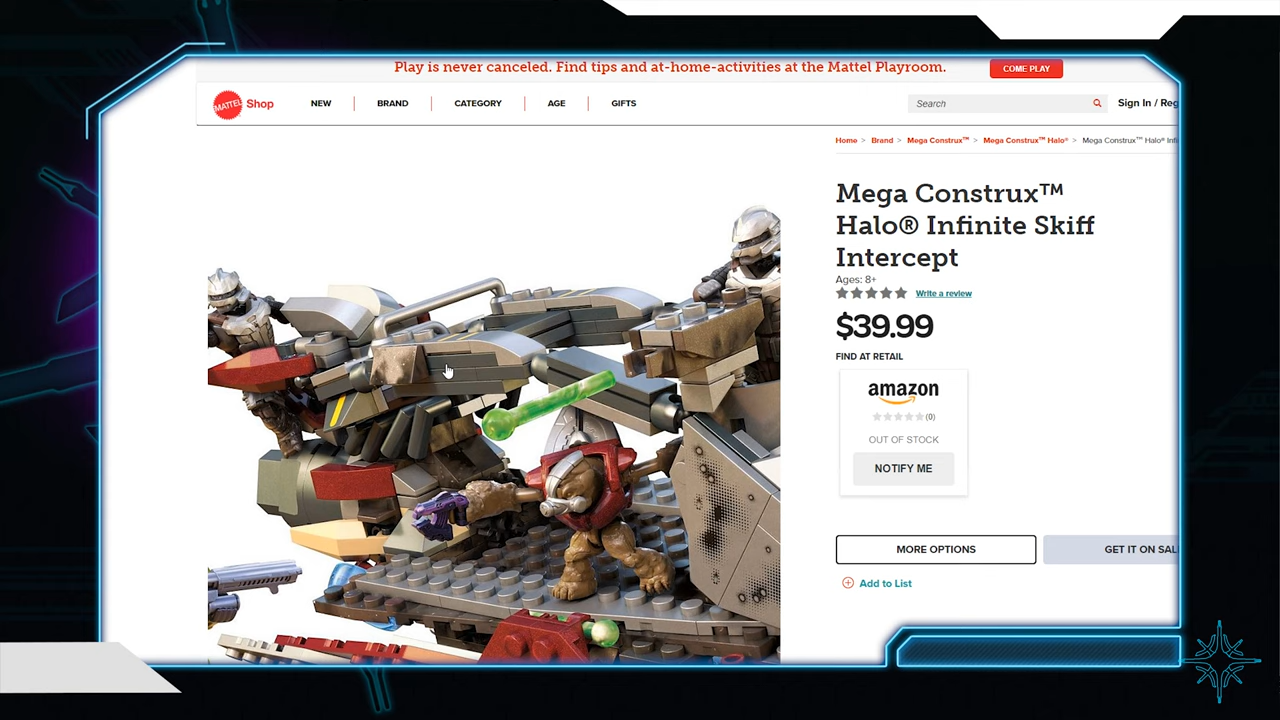 Play is never canceled. Find tips and at-home-activities at the Mattel Playroom.
COME PLAY
MATTEL Shop
NEW
BRAND
CATEGORY
AGE
GIFTS
Search
Sign In / Reg
Home > Brand > Mega Construx™ > Mega Construx™ Halo® > Mega Construx™ Halo® Infi
Mega Construx™
Halo® Infinite Skiff
Intercept
Ages: 8+
Write a review
$39.99
FIND AT RETAIL
amazon
(0)
OUT OF STOCK
NOTIFY ME
MORE OPTIONS
GET IT ON SAL
Add to List